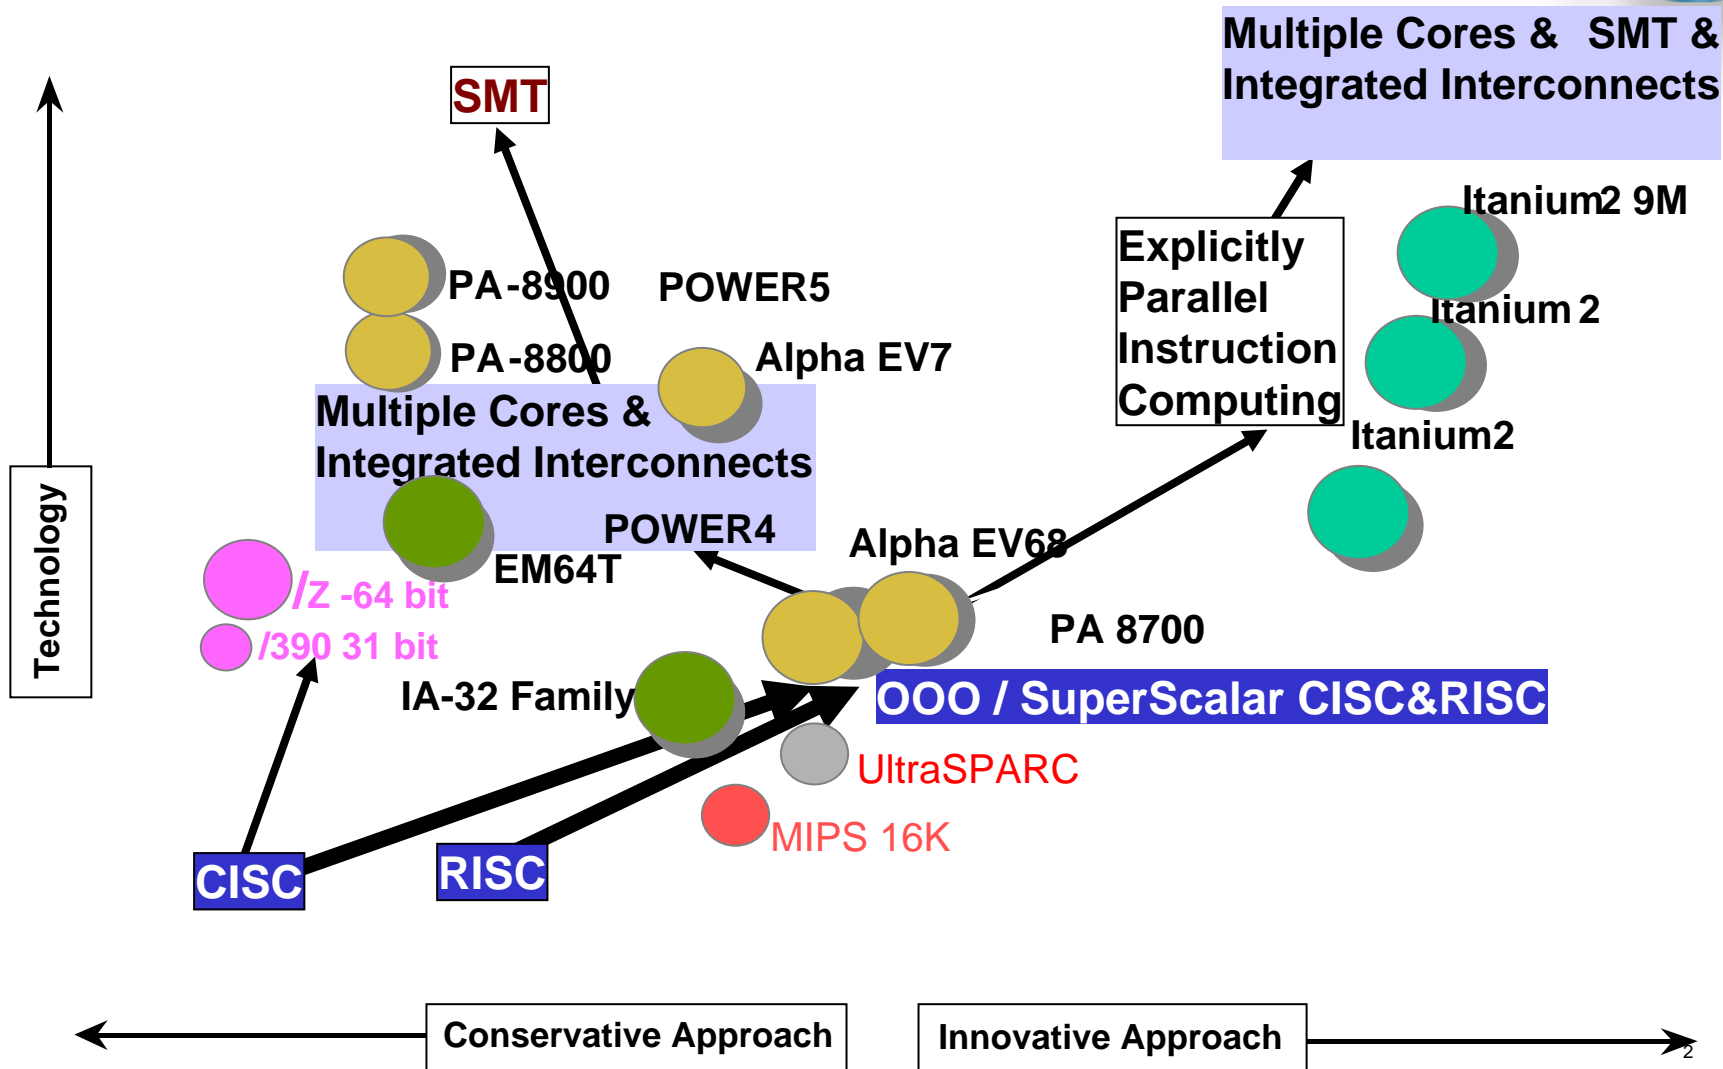 Multiple Cores & SMT &
Integrated Interconnects
SMT
Itanium2 9M
Explicitly
Parallel
Instruction
Computing
PA-8900
POWER5
Itanium 2
PA-8800
Alpha EV7
Multiple Cores &
Integrated Interconnects
Itanium2
POWER4
Alpha EV68
EM64T
Technology
/Z -64 bit
/390 31 bit
PA 8700
IA-32 Family
OOO / SuperScalar CISC&RISC
UltraSPARC
MIPS 16K
CISC
RISC
Conservative Approach
Innovative Approach
2